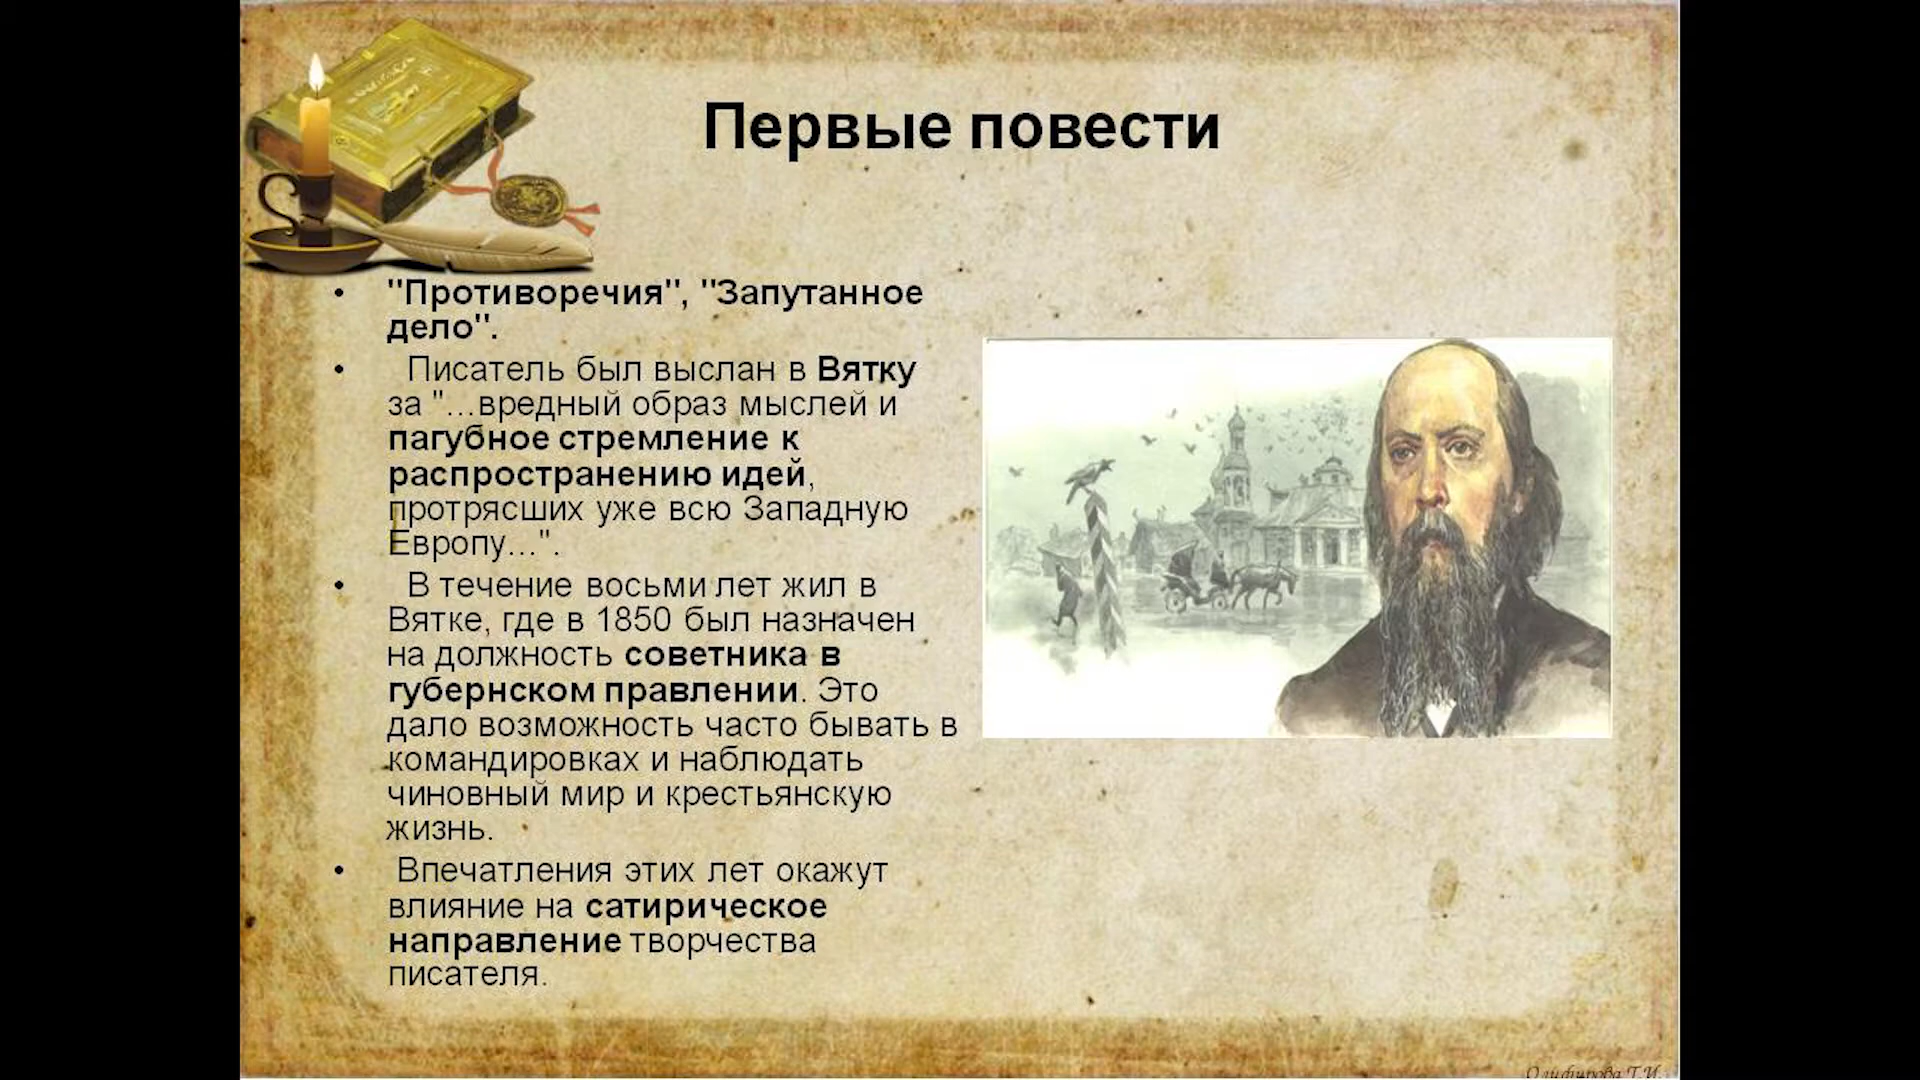 Первые повести
• "Противоречия", "Запутанное
дело".
• Писатель был выслан в Вятку
за "...вредный образ мыслей и
пагубное стремление к
распространению идей,
протрясших уже всю Западную
Европу...".
• В течение восьми лет жил в
Вятке, где в 1850 был назначен
на должность советника в
губернском правлении. Это
дало возможность часто бывать в
командировках и наблюдать
чиновный мир и крестьянскую
жизнь.
• Впечатления этих лет окажут
влияние на сатирическое
направление творчества
писателя.
Олифирова Т.И.